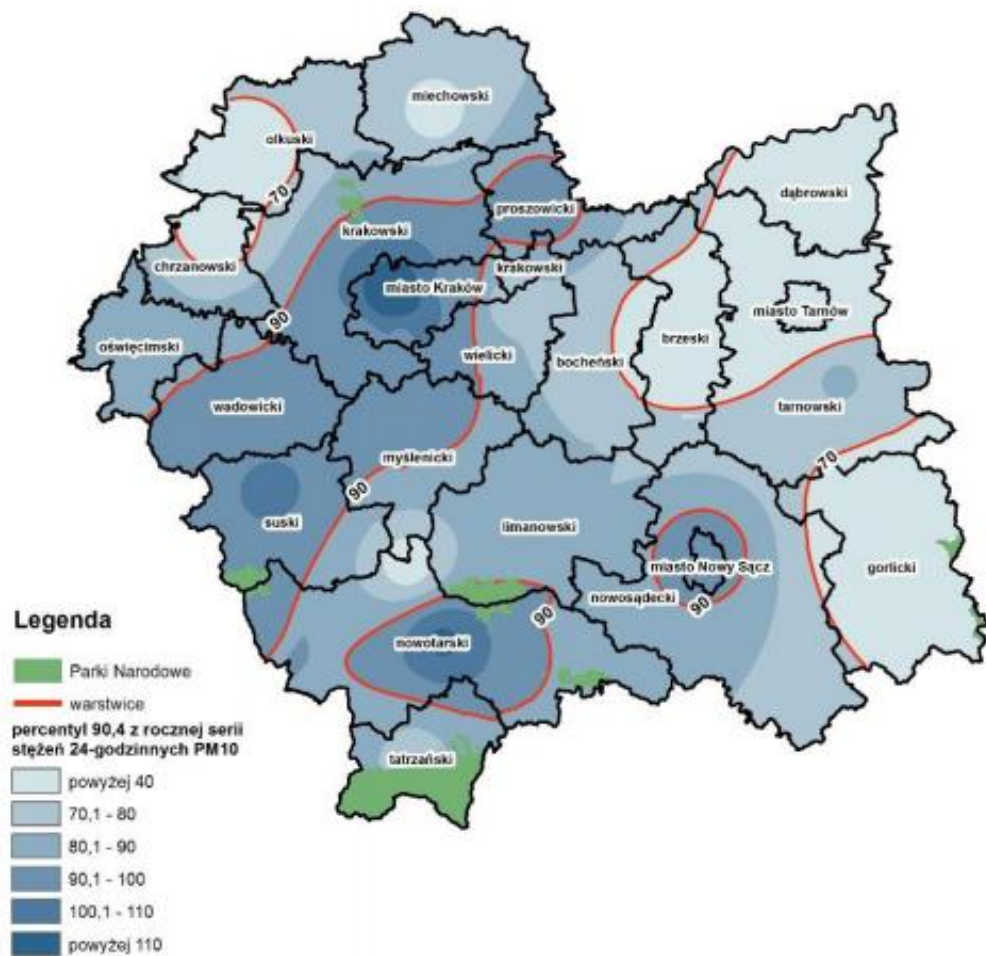 miechowski
olkuski
dąbrowski
70
proszowicki
krakowski
chrzanowski
krakowski
miasto Kraków
miasto Tarnów
90
oświęcimski
brzeski
wielicki
bocheński
wadowicki
tarnowski
myślenicki
70
90
suski
limanowski
miasto Nowy Sącz
gorlicki
nowosądecki
90
90
nowotarski
tatrzański
Legenda
Parki Narodowe
warstwice
percentyl 90,4 z rocznej serii
stężeń 24-godzinnych PM10
powyżej 40
70,1 - 80
80,1 - 90
90,1 - 100
100,1 - 110
powyżej 110